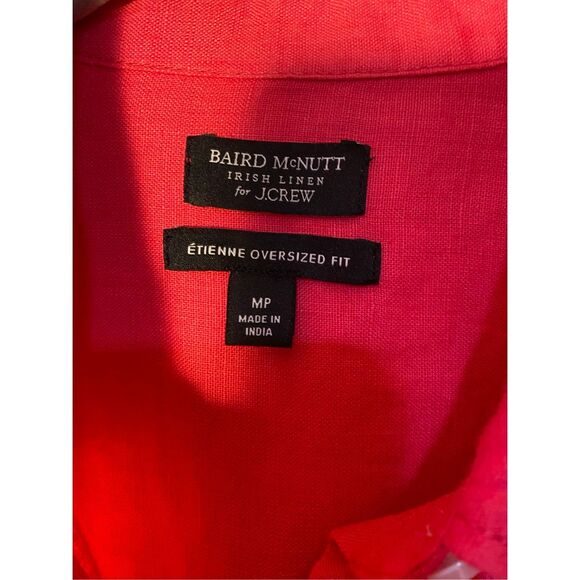 BAIRD McNUTT
IRISH LINEN
for J.CREW
ÉTIENNE OVERSIZED FIT
MP
MADE IN
INDIA